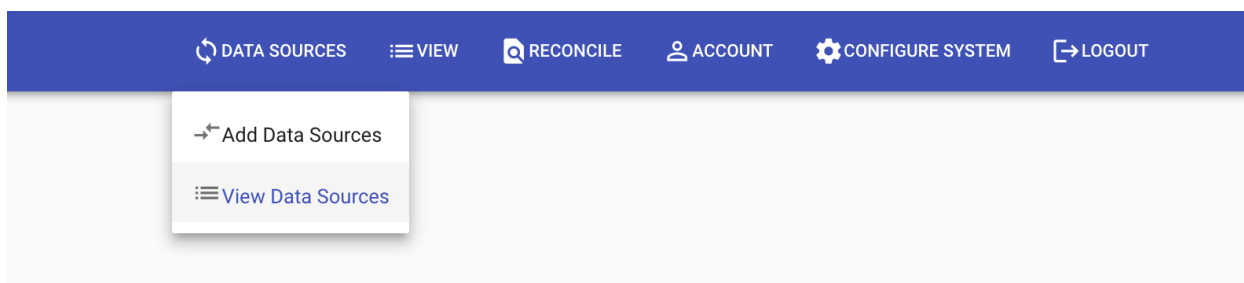 DATA SOURCES VIEW RECONCILE ACCOUNT CONFIGURE SYSTEM LOGOUT
Add Data Sources
View Data Sources